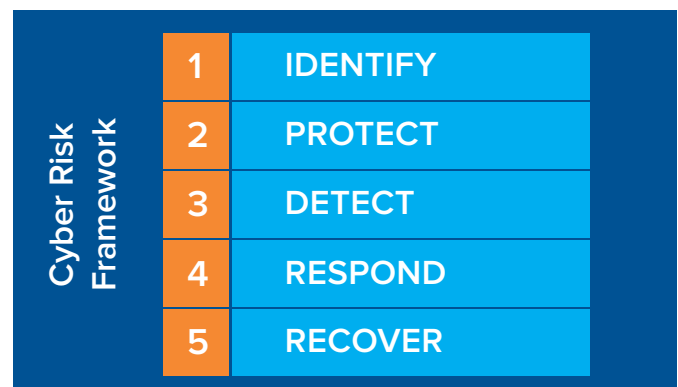 Cyber Risk
Framework
1 IDENTIFY
2 PROTECT
3 DETECT
4 RESPOND
5 RECOVER